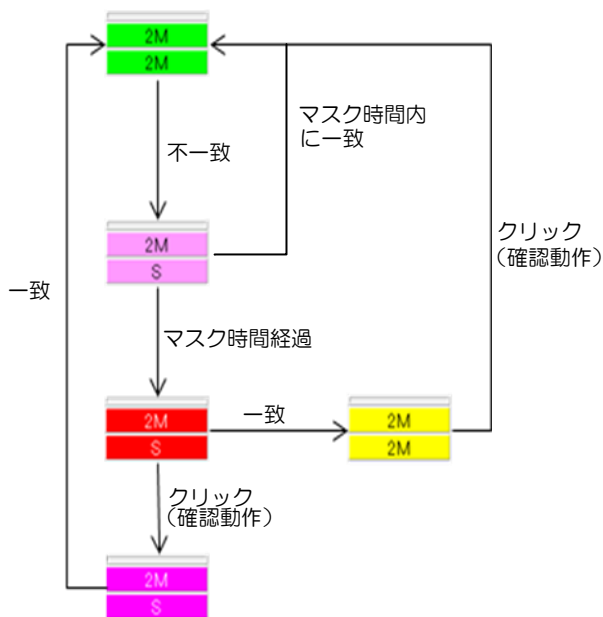 2M
2M
マスク時間内
に一致
不一致
2M
S
クリック
（確認動作）
一致
マスク時間経過
2M
S
一致
2M
2M
クリック
（確認動作）
2M
S